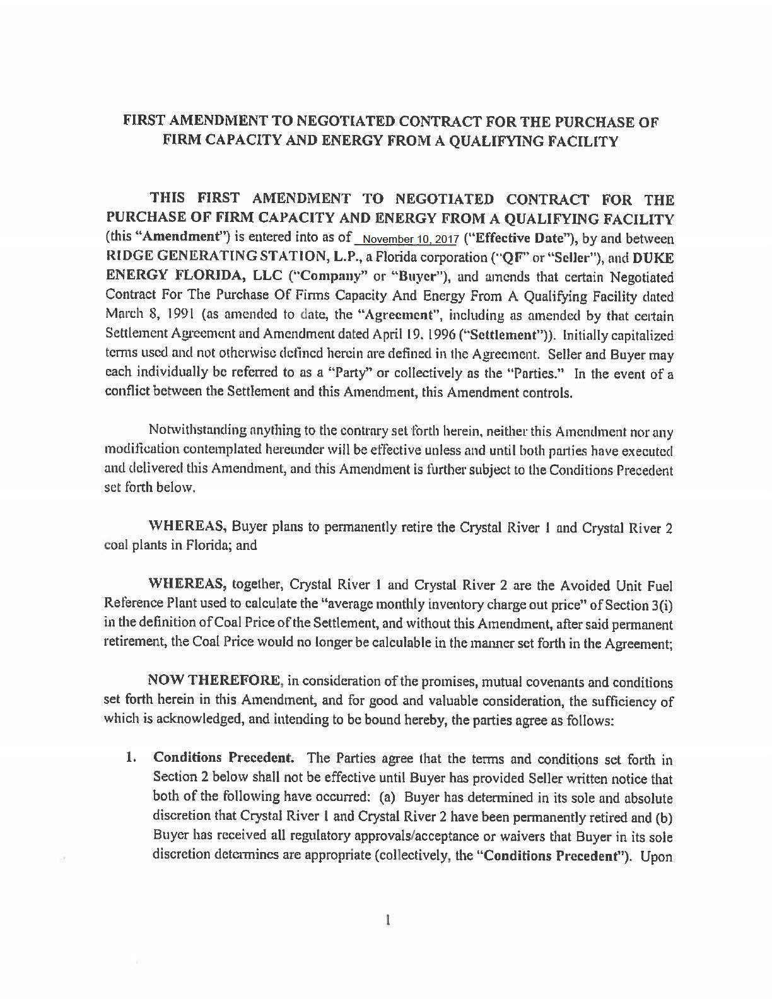 FIRST AMENDMENT TO NEGOTIATED CONTRACT FOR THE PURCHASE OF
FIRM CAPACITY AND ENERGY FROM A QUALIFYING FACILITY
THIS FIRST AMENDMENT TO NEGOTIATED CONTRACT FOR THE
PURCHASE OF FIRM CAPACITY AND ENERGY FROM A QUALIFYING FACILITY
(this “Amendment”) is entered into as of November 10, 2017 (“Effective Date”), by and between
RIDGE GENERATING STATION, L.P., a Florida corporation (“QF” or “Seller”), and DUKE
ENERGY FLORIDA, LLC (“Company” or “Buyer”), and amends that certain Negotiated
Contract For The Purchase Of Firms Capacity And Energy From A Qualifying Facility dated
March 8, 1991 (as amended to date, the “Agreement”, including as amended by that certain
Settlement Agreement and Amendment dated April 19, 1996 (“Settlement”)). Initially capitalized
terms used and not otherwise defined herein are defined in the Agreement. Seller and Buyer may
each individually be referred to as a “Party” or collectively as the “Parties.” In the event of a
conflict between the Settlement and this Amendment, this Amendment controls.
Notwithstanding anything to the contrary set forth herein, neither this Amendment nor any
modification contemplated hereunder will be effective unless and until both parties have executed
and delivered this Amendment, and this Amendment is further subject to the Conditions Precedent
set forth below.
WHEREAS, Buyer plans to permanently retire the Crystal River 1 and Crystal River 2
coal plants in Florida; and
WHEREAS, together, Crystal River 1 and Crystal River 2 are the Avoided Unit Fuel
Reference Plant used to calculate the “average monthly inventory charge out price” of Section 3(i)
in the definition of Coal Price of the Settlement, and without this Amendment, after said permanent
retirement, the Coal Price would no longer be calculable in the manner set forth in the Agreement;
NOW THEREFORE, in consideration of the promises, mutual covenants and conditions
set forth herein in this Amendment, and for good and valuable consideration, the sufficiency of
which is acknowledged, and intending to be bound hereby, the parties agree as follows:
1. Conditions Precedent. The Parties agree that the terms and conditions set forth in
Section 2 below shall not be effective until Buyer has provided Seller written notice that
both of the following have occurred: (a) Buyer has determined in its sole and absolute
discretion that Crystal River 1 and Crystal River 2 have been permanently retired and (b)
Buyer has received all regulatory approvals/acceptance or waivers that Buyer in its sole
discretion determines are appropriate (collectively, the “Conditions Precedent”). Upon
1